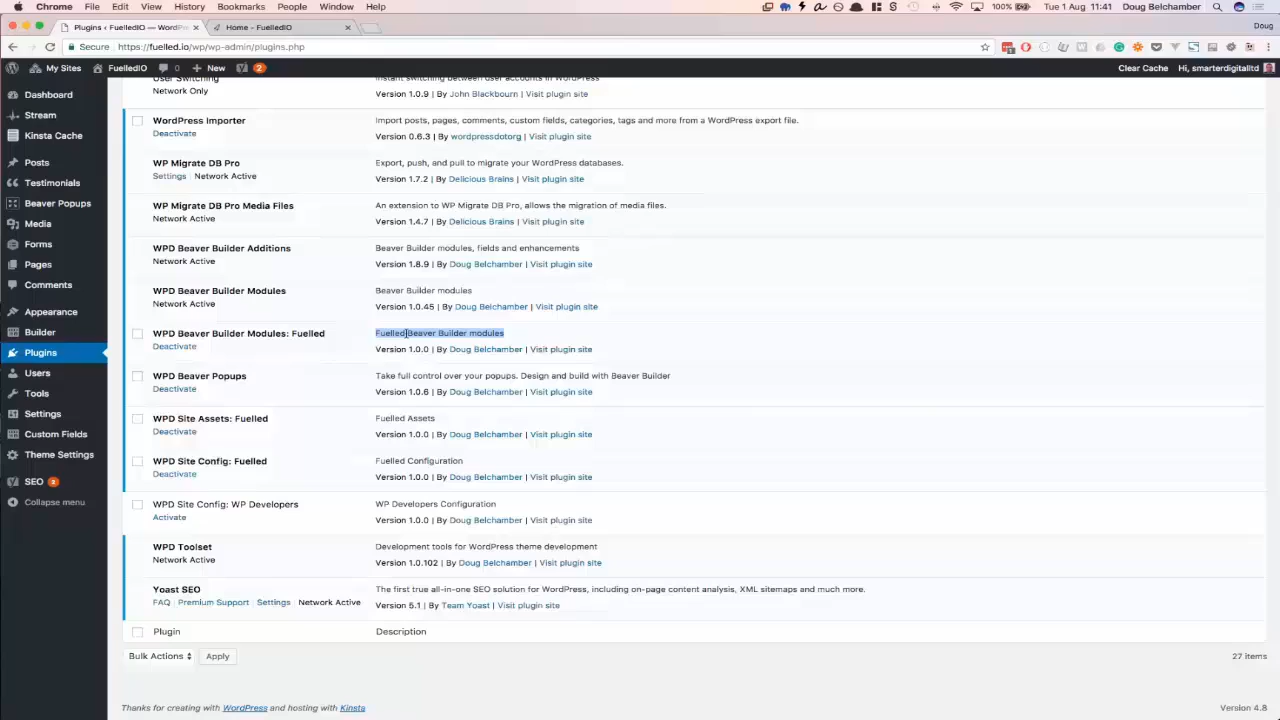 Chrome File Edit View History Bookmarks People Window Help 100% Tue 1 Aug 11:41 Doug Belchamber
Plugins ‹ FuelledIO — WordPr Home - FuelledIO Doug
Secure https://fuelled.io/wp/wp-admin/plugins.php
My Sites FuelledIO 0 New 2 Clear Cache Hi, smarterdigitalltd
Dashboard
Stream
Kinsta Cache
Posts
Testimonials
Beaver Popups
Media
Forms
Pages
Comments
Appearance
Builder
Plugins
Users
Tools
Settings
Custom Fields
Theme Settings
SEO 2
Collapse menu
User Switching Instant switching between user accounts in WordPress
Network Only Version 1.0.9 | By John Blackbourn | Visit plugin site
WordPress Importer Import posts, pages, comments, custom fields, categories, tags and more from a WordPress export file.
Deactivate Version 0.6.3 | By wordpressdotorg | Visit plugin site
WP Migrate DB Pro Export, push, and pull to migrate your WordPress databases.
Settings | Network Active Version 1.7.2 | By Delicious Brains | Visit plugin site
WP Migrate DB Pro Media Files An extension to WP Migrate DB Pro, allows the migration of media files.
Network Active Version 1.4.7 | By Delicious Brains | Visit plugin site
WPD Beaver Builder Additions Beaver Builder modules, fields and enhancements
Network Active Version 1.8.9 | By Doug Belchamber | Visit plugin site
WPD Beaver Builder Modules Beaver Builder modules
Network Active Version 1.0.45 | By Doug Belchamber | Visit plugin site
WPD Beaver Builder Modules: Fuelled Fuelled Beaver Builder modules
Deactivate Version 1.0.0 | By Doug Belchamber | Visit plugin site
WPD Beaver Popups Take full control over your popups. Design and build with Beaver Builder
Deactivate Version 1.0.6 | By Doug Belchamber | Visit plugin site
WPD Site Assets: Fuelled Fuelled Assets
Deactivate Version 1.0.0 | By Doug Belchamber | Visit plugin site
WPD Site Config: Fuelled Fuelled Configuration
Deactivate Version 1.0.0 | By Doug Belchamber | Visit plugin site
WPD Site Config: WP Developers WP Developers Configuration
Activate Version 1.0.0 | By Doug Belchamber | Visit plugin site
WPD Toolset Development tools for WordPress theme development
Network Active Version 1.0.102 | By Doug Belchamber | Visit plugin site
Yoast SEO The first true all-in-one SEO solution for WordPress, including on-page content analysis, XML sitemaps and much more.
FAQ | Premium Support | Settings | Network Active Version 5.1 | By Team Yoast | Visit plugin site
Plugin Description
Bulk Actions Apply 27 items
Thanks for creating with WordPress and hosting with Kinsta Version 4.8